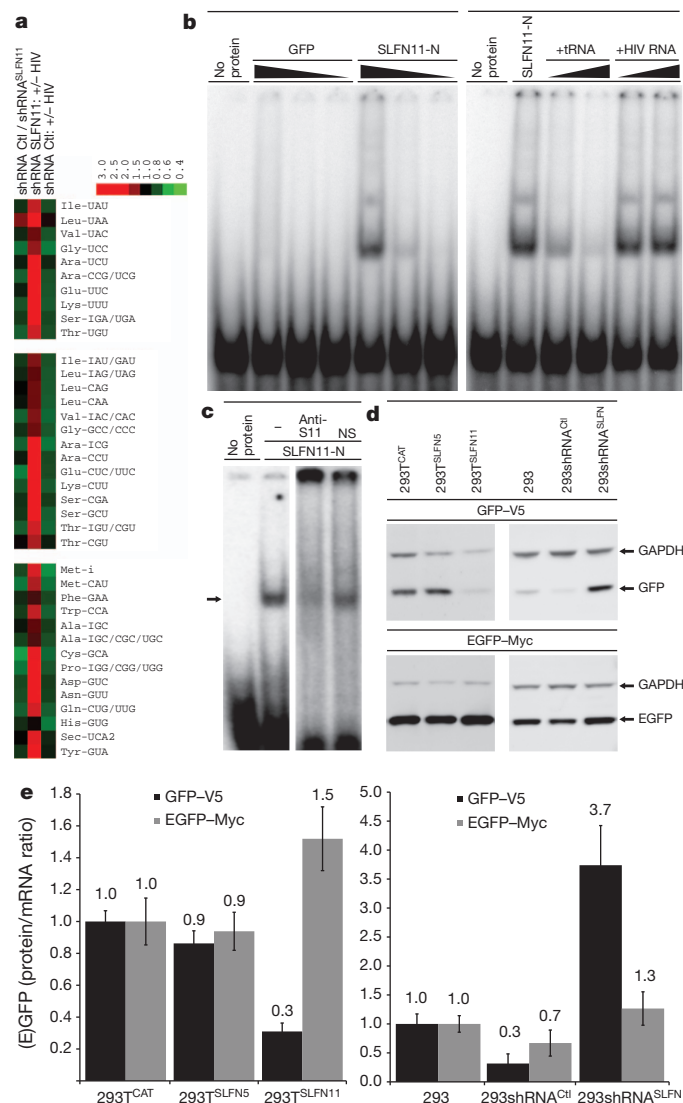 a
shRNA Ctl / shRNA^SLFN11
shRNA SLFN11: +/– HIV
shRNA Ctl: +/– HIV
3.0
2.5
2.0
1.5
1.0
0.8
0.6
0.4
Ile-UAU
Leu-UAA
Val-UAC
Gly-UCC
Ara-UCU
Ara-CCG/UCG
Glu-UUC
Lys-UUU
Ser-IGA/UGA
Thr-UGU
Ile-IAU/GAU
Leu-IAG/UAG
Leu-CAG
Leu-CAA
Val-IAC/CAC
Gly-GCC/CCC
Ara-ICG
Ara-CCU
Glu-CUC/UUC
Lys-CUU
Ser-CGA
Ser-GCU
Thr-IGU/CGU
Thr-CGU
Met-i
Met-CAU
Phe-GAA
Trp-CCA
Ala-IGC
Ala-IGC/CGC/UGC
Cys-GCA
Pro-IGG/CGG/UGG
Asp-GUC
Asn-GUU
Gln-CUG/UUG
His-GUG
Sec-UCA2
Tyr-GUA
b
No protein
GFP
SLFN11-N
No protein
SLFN11-N
+tRNA
+HIV RNA
c
No protein
–
Anti-S11
NS
SLFN11-N
d
293T^CAT
293T^SLFN5
293T^SLFN11
293
293shRNA^Ctl
293shRNA^SLFN
GFP–V5
GAPDH
GFP
EGFP–Myc
GAPDH
EGFP
e
(E)GFP (protein/mRNA ratio)
1.8
1.6
1.4
1.2
1.0
0.8
0.6
0.4
0.2
GFP–V5
EGFP–Myc
1.0
1.0
0.9
0.9
0.3
1.5
293T^CAT
293T^SLFN5
293T^SLFN11
5.0
4.5
4.0
3.5
3.0
2.5
2.0
1.5
1.0
0.5
0.0
GFP–V5
EGFP–Myc
1.0
1.0
0.3
0.7
3.7
1.3
293
293shRNA^Ctl
293shRNA^SLFN